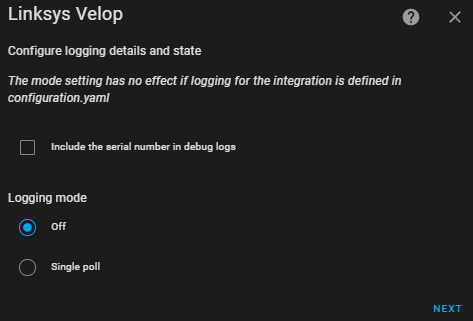 Linksys Velop
Configure logging details and state
The mode setting has no effect if logging for the integration is defined in
configuration.yaml
Include the serial number in debug logs
Logging mode
Off
Single poll
NEXT